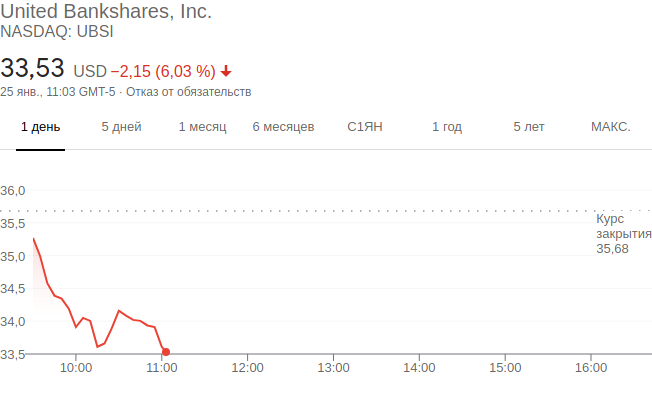 United Bankshares, Inc.
NASDAQ: UBSI
33,53 USD −2,15 (6,03 %)
25 янв., 11:03 GMT-5 · Отказ от обязательств
1 день 5 дней 1 месяц 6 месяцев С1ЯН 1 год 5 лет МАКС.
36,0
35,5
35,0
34,5
34,0
33,5
Курс
закрытия
35,68
10:00 11:00 12:00 13:00 14:00 15:00 16:00